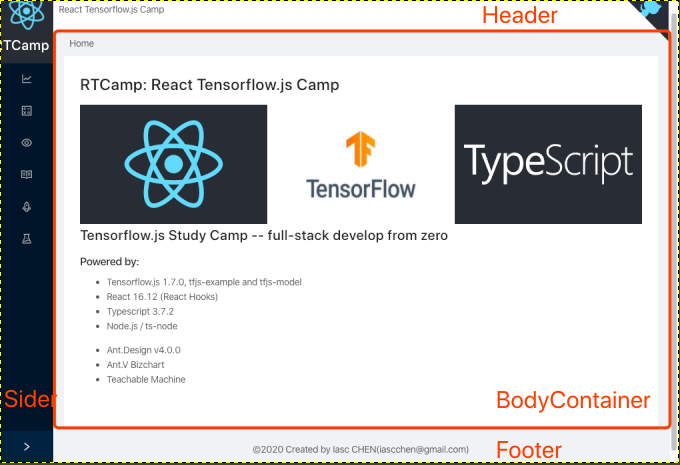 React Tensorflow.js Camp
Header
TCamp
Home
RTCamp: React Tensorflow.js Camp
TensorFlow
TypeScript
Tensorflow.js Study Camp -- full-stack develop from zero
Powered by:
Tensorflow.js 1.7.0, tfjs-example and tfjs-model
React 16.12 (React Hooks)
Typescript 3.7.2
Node.js / ts-node
Ant.Design v4.0.0
Ant.V Bizchart
Teachable Machine
Sider
BodyContainer
©2020 Created by Iasc CHEN(iascchen@gmail.com)
Footer